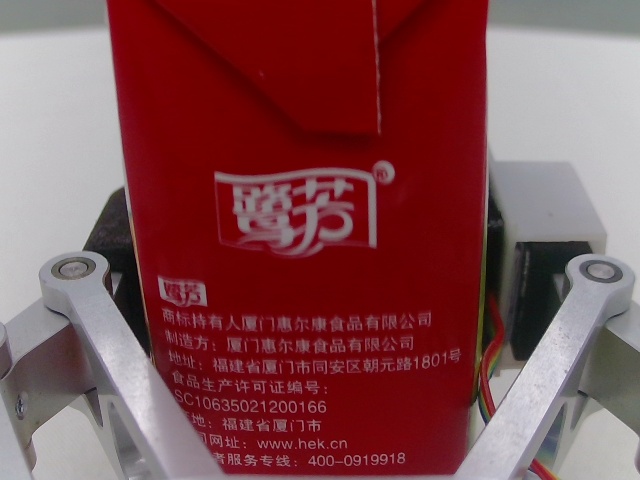 鹭芳®
鹭芳
商标持有人厦门惠尔康食品有限公司
制造方：厦门惠尔康食品有限公司
地址：福建省厦门市同安区朝元路1801号
食品生产许可证编号：
SC10635021200166
地：福建省厦门市
网址：www.hek.cn
者服务专线：400-0919918